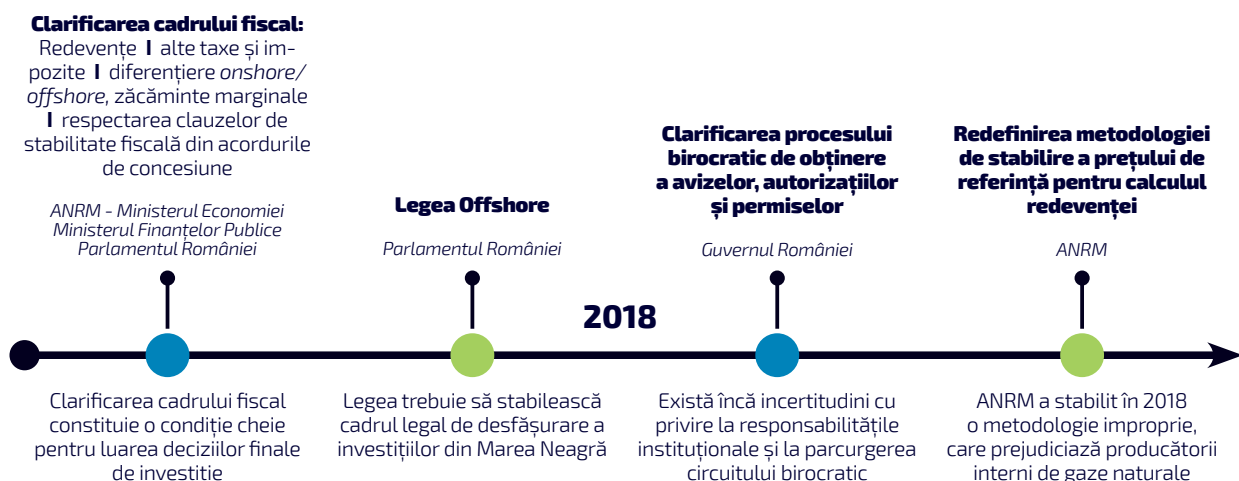 Clarificarea cadrului fiscal:
Redevențe I alte taxe și im-
pozite I diferențiere onshore/
offshore, zăcăminte marginale
I respectarea clauzelor de
stabilitate fiscală din acordurile
de concesiune
ANRM - Ministerul Economiei
Ministerul Finanțelor Publice
Parlamentul României
Legea Offshore
Parlamentul României
Clarificarea procesului
birocratic de obținere
a avizelor, autorizațiilor
și permiselor
Guvernul României
Redefinirea metodologiei
de stabilire a prețului de
referință pentru calculul
redevenței
ANRM
2018
Clarificarea cadrului fiscal
constituie o condiție cheie
pentru luarea deciziilor finale
de investiție
Legea trebuie să stabilească
cadrul legal de desfășurare a
investițiilor din Marea Neagră
Există încă incertitudini cu
privire la responsabilitățile
instituționale și la parcurgerea
circuitului birocratic
ANRM a stabilit în 2018
o metodologie improprie,
care prejudiciază producătorii
interni de gaze naturale